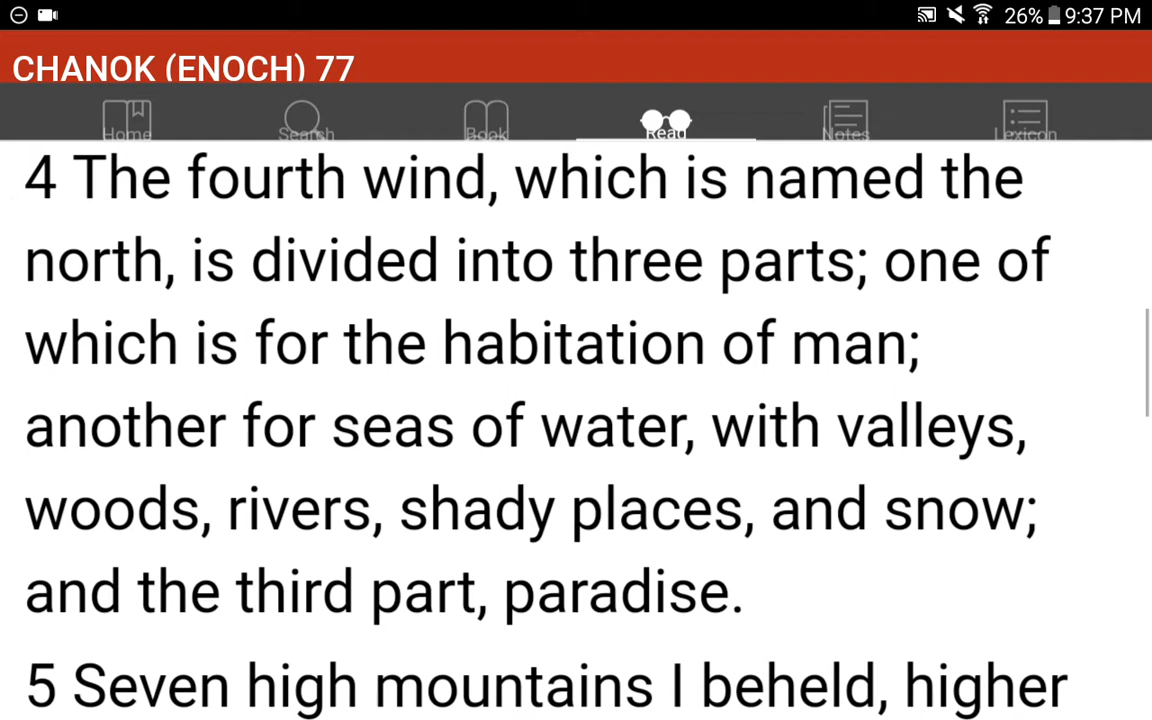 26% 9:37 PM
CHANOK (ENOCH) 77
Home Search Book Read Notes Lexicon
4 The fourth wind, which is named the
north, is divided into three parts; one of
which is for the habitation of man;
another for seas of water, with valleys,
woods, rivers, shady places, and snow;
and the third part, paradise.
5 Seven high mountains I beheld, higher